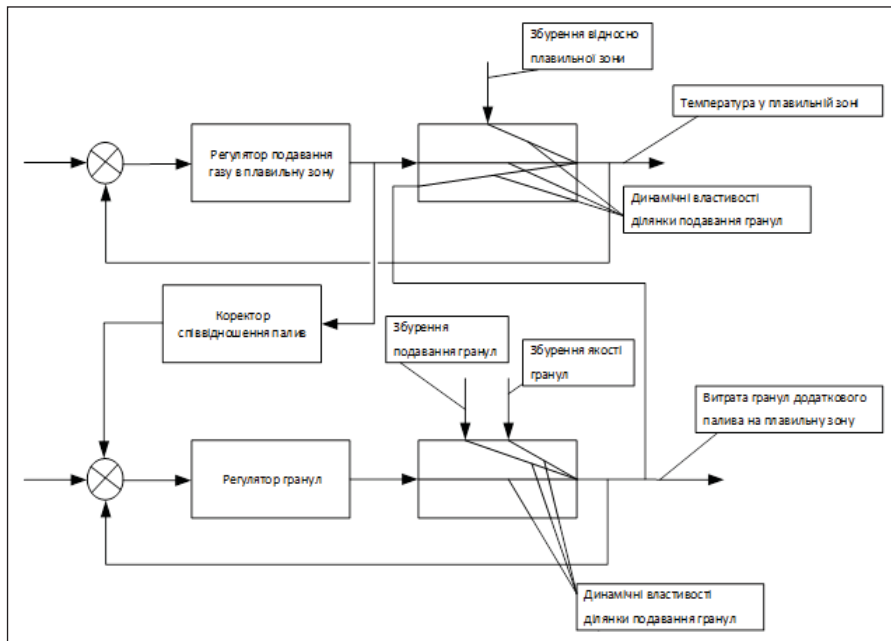 Збурення відносно
плавильної зони
Температура у плавильній зоні
Регулятор подавання
газу в плавильну зону
Динамічні властивості
ділянки подавання гранул
Коректор
співвідношення палив
Збурення
подавання гранул
Збурення якості
гранул
Витрата гранул додаткового
палива на плавильну зону
Регулятор гранул
Динамічні властивості
ділянки подавання гранул